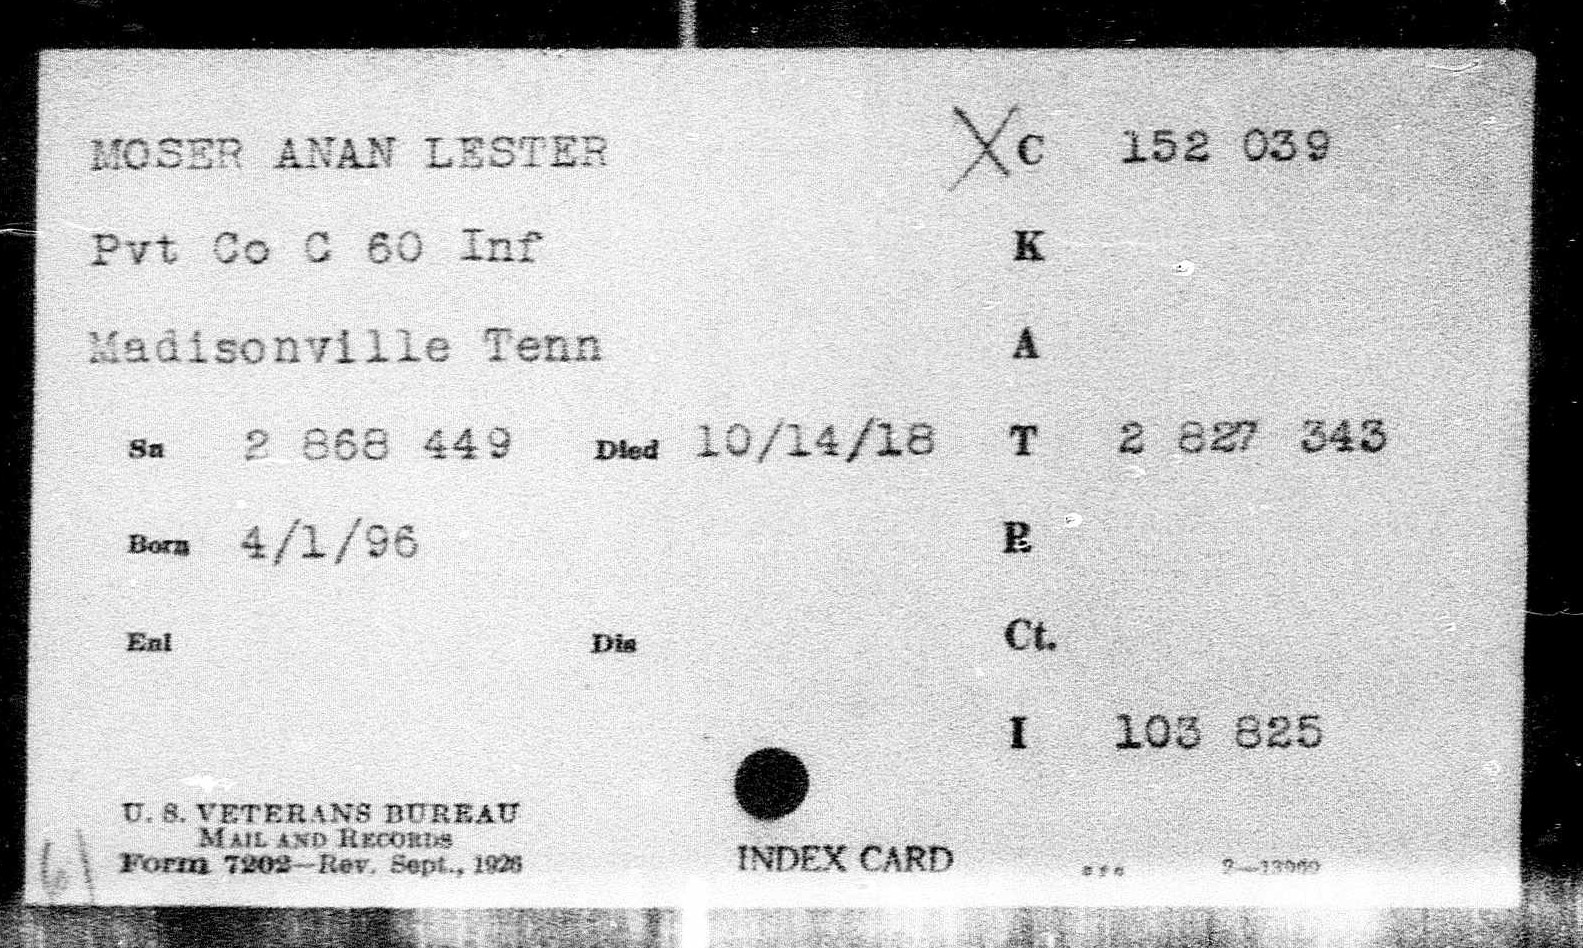 MOSER ANAN LESTER XC 152 039
Pvt Co C 60 Inf K
Madisonville Tenn A
Sn 2 868 449 Died 10/14/18 T 2 827 343
Born 4/1/96 R
Enl Dis Ct.
I 103 825
U. S. VETERANS BUREAU
MAIL AND RECORDS
Form 7202—Rev. Sept., 1926 INDEX CARD 2—13969